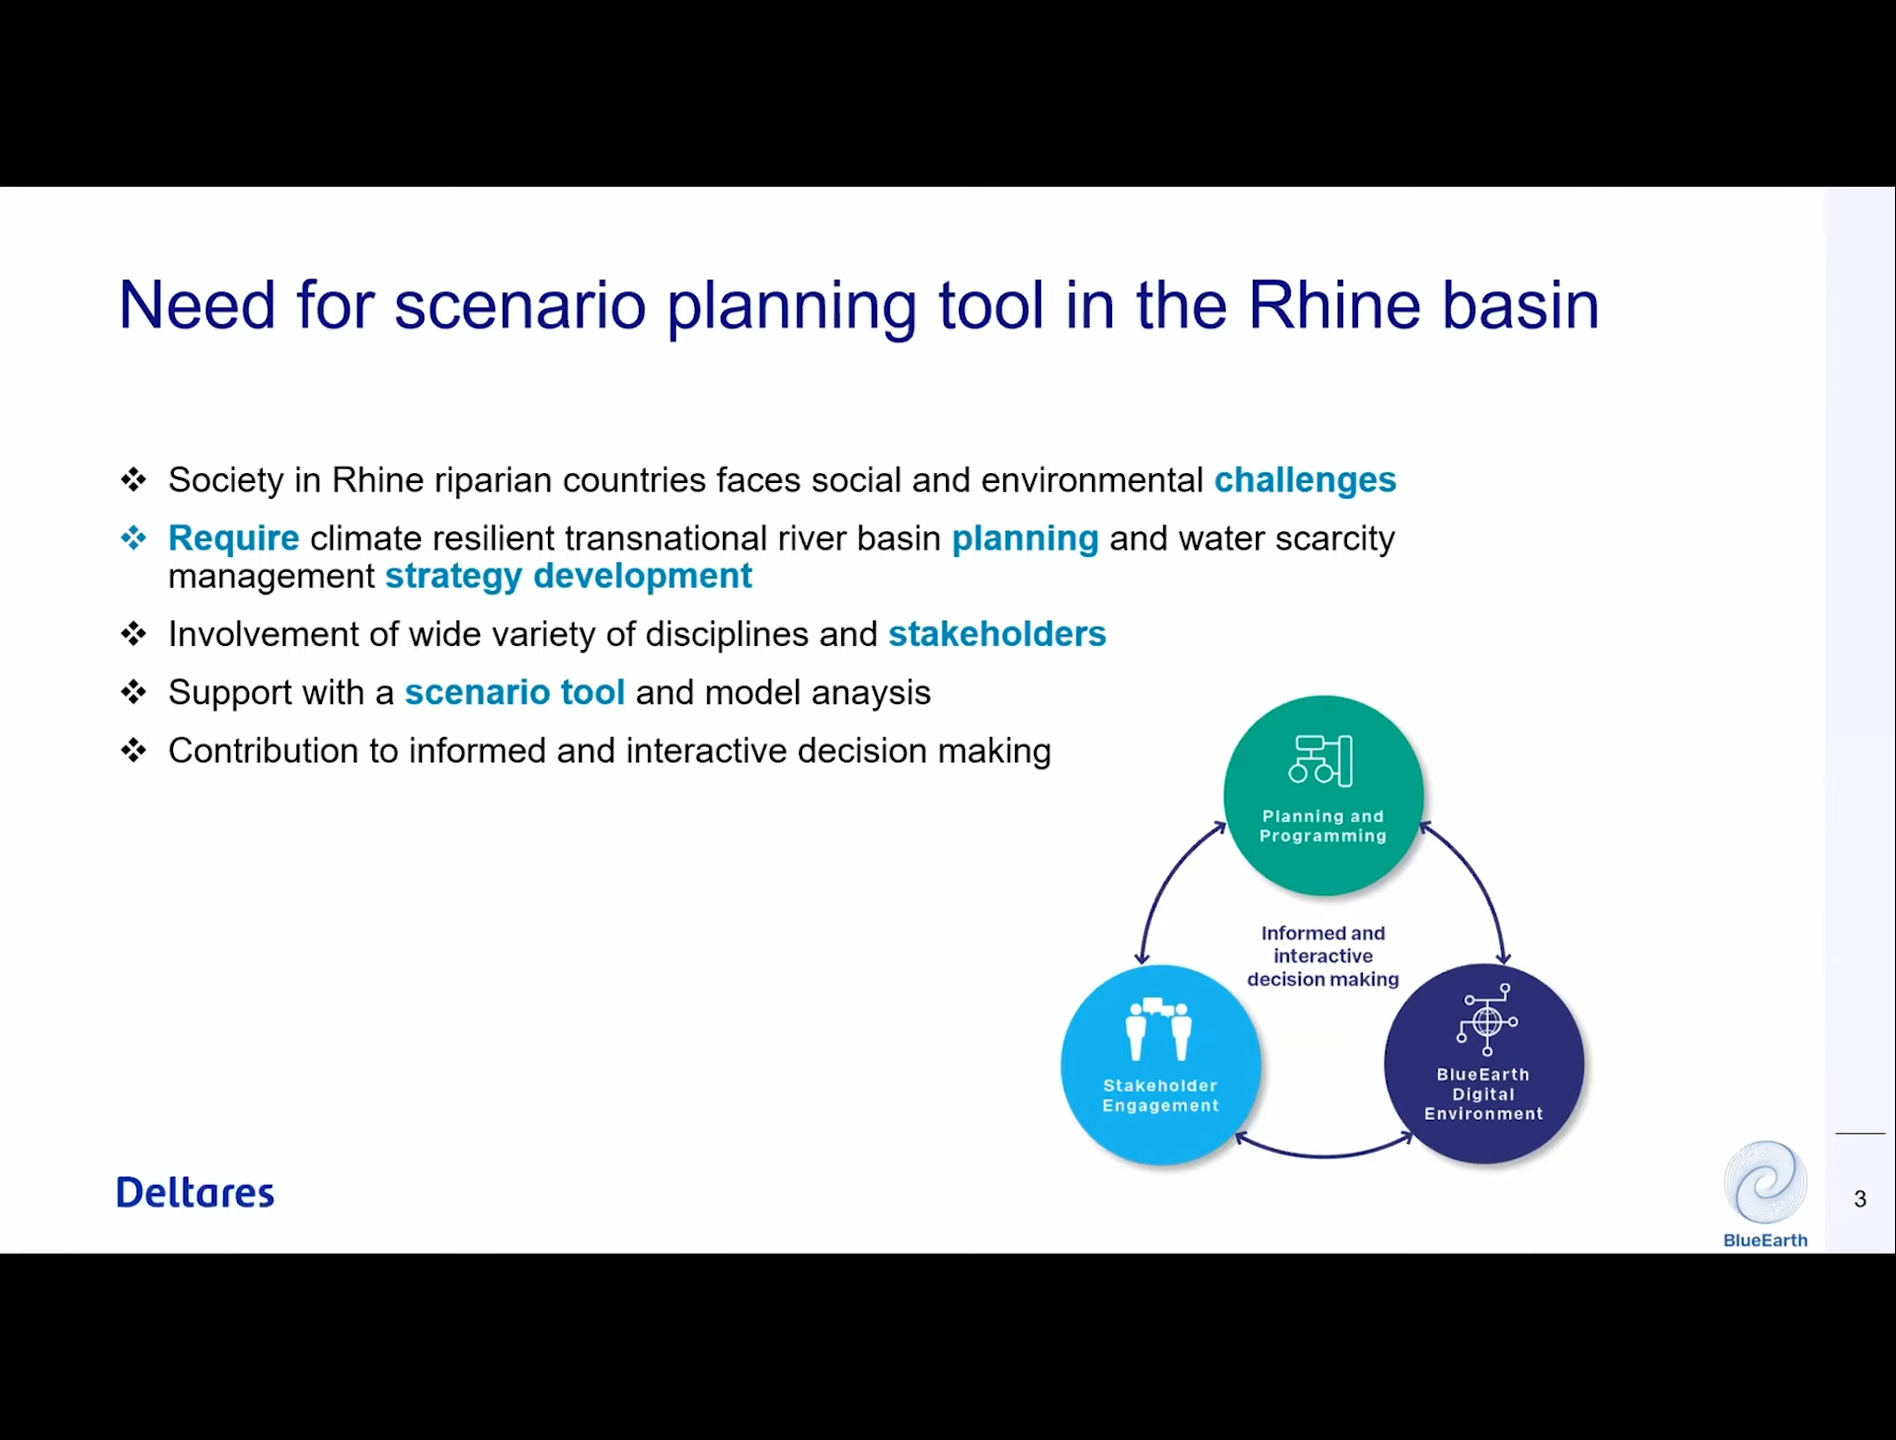 Need for scenario planning tool in the Rhine basin
Society in Rhine riparian countries faces social and environmental challenges
Require climate resilient transnational river basin planning and water scarcity
management strategy development
Involvement of wide variety of disciplines and stakeholders
Support with a scenario tool and model anaysis
Contribution to informed and interactive decision making
Planning and
Programming
Informed and
interactive
decision making
Stakeholder
Engagement
BlueEarth
Digital
Environment
Deltares
BlueEarth
3